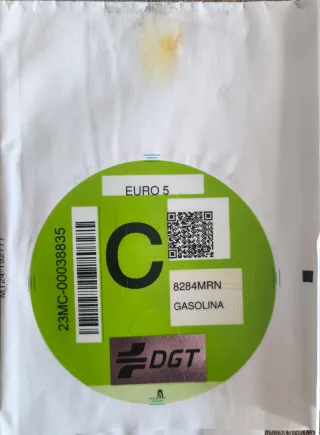 EURO 5
23MC-00038835
C
8284MRN
GASOLINA
DGT